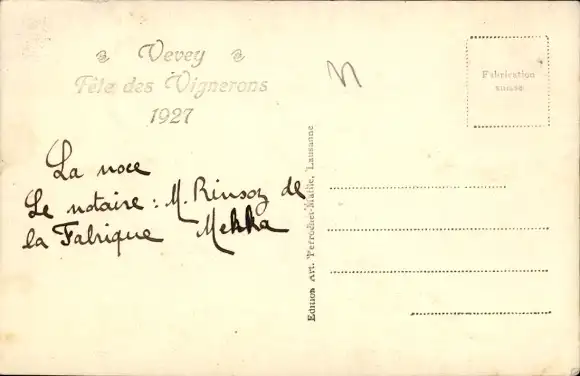 Vevey
Fête des Vignerons
1927
N
Fabrication
suisse
La noce
Le notaire : M. Rinsoz de
la Fabrique Mekka
Edition Art. Perrochet-Matile, Lausanne